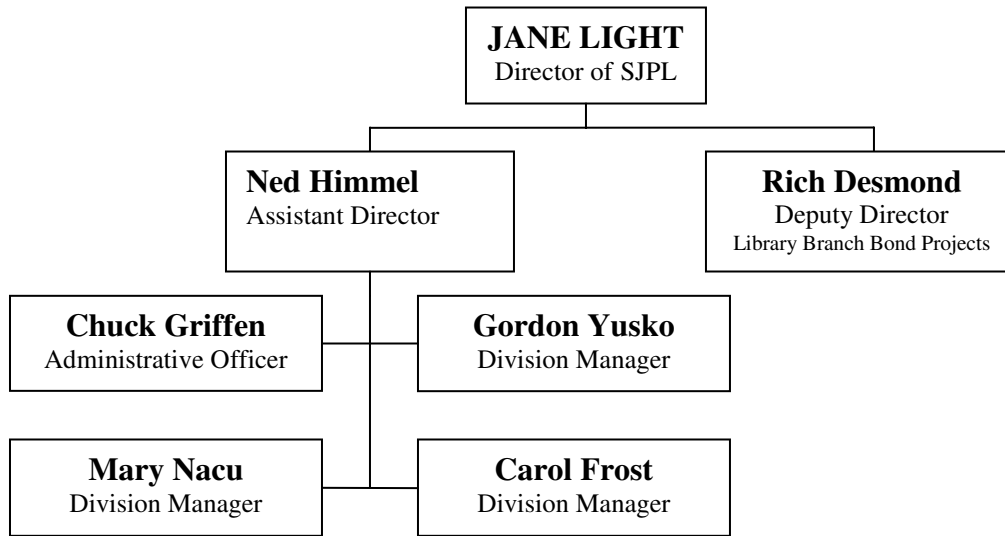 JANE LIGHT
Director of SJPL
Ned Himmel
Assistant Director
Rich Desmond
Deputy Director
Library Branch Bond Projects
Chuck Griffen
Administrative Officer
Gordon Yusko
Division Manager
Mary Nacu
Division Manager
Carol Frost
Division Manager